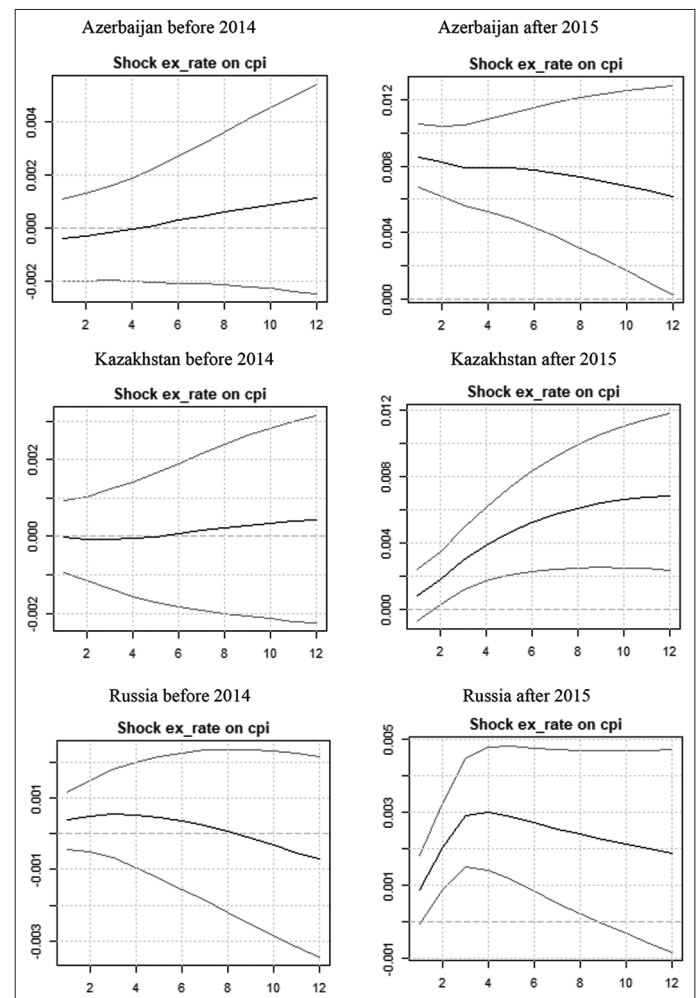 Azerbaijan before 2014
Shock ex_rate on cpi
0.004
0.002
0.000
-0.002
2 4 6 8 10 12
Azerbaijan after 2015
Shock ex_rate on cpi
0.012
0.008
0.004
0.000
2 4 6 8 10 12
Kazakhstan before 2014
Shock ex_rate on cpi
0.002
0.000
-0.002
2 4 6 8 10 12
Kazakhstan after 2015
Shock ex_rate on cpi
0.012
0.008
0.004
0.000
2 4 6 8 10 12
Russia before 2014
Shock ex_rate on cpi
0.001
-0.001
-0.003
2 4 6 8 10 12
Russia after 2015
Shock ex_rate on cpi
0.005
0.003
0.001
-0.001
2 4 6 8 10 12